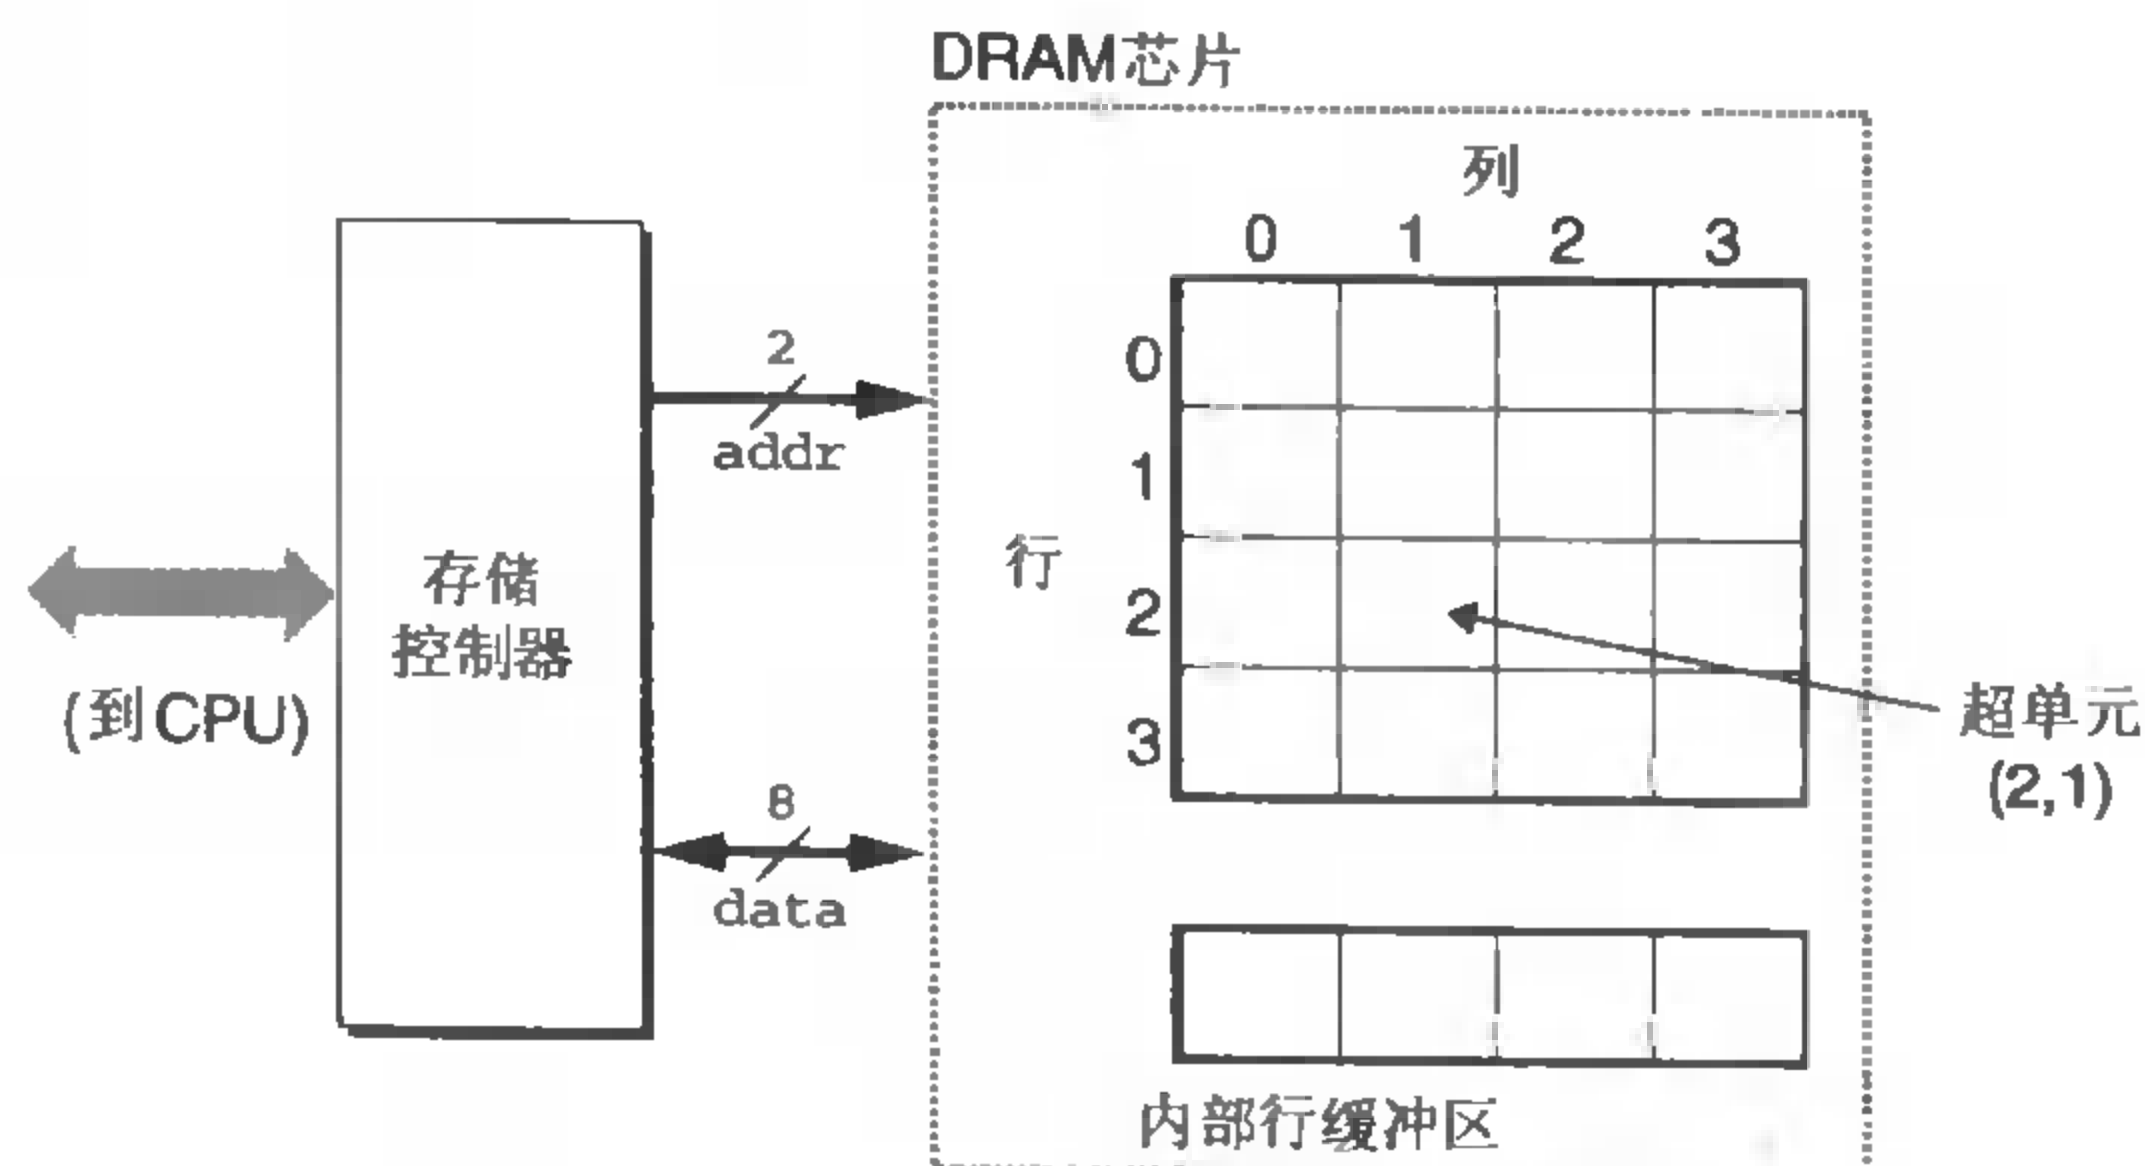 DRAM芯片
列
0 1 2 3
0
1
2
3
行
2
addr
存储
控制器
(到CPU)
8
data
超单元
(2,1)
内部行缓冲区